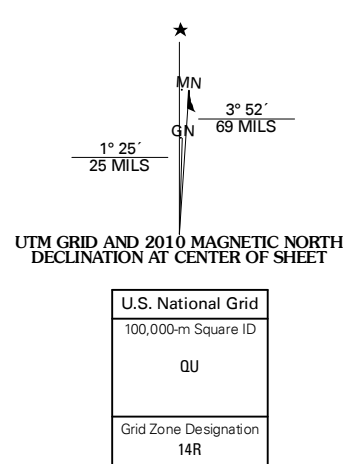 ★
MN
3° 52´
69 MILS
GN
1° 25´
25 MILS
UTM GRID AND 2010 MAGNETIC NORTH
DECLINATION AT CENTER OF SHEET
U.S. National Grid
100,000-m Square ID
QU
Grid Zone Designation
14R